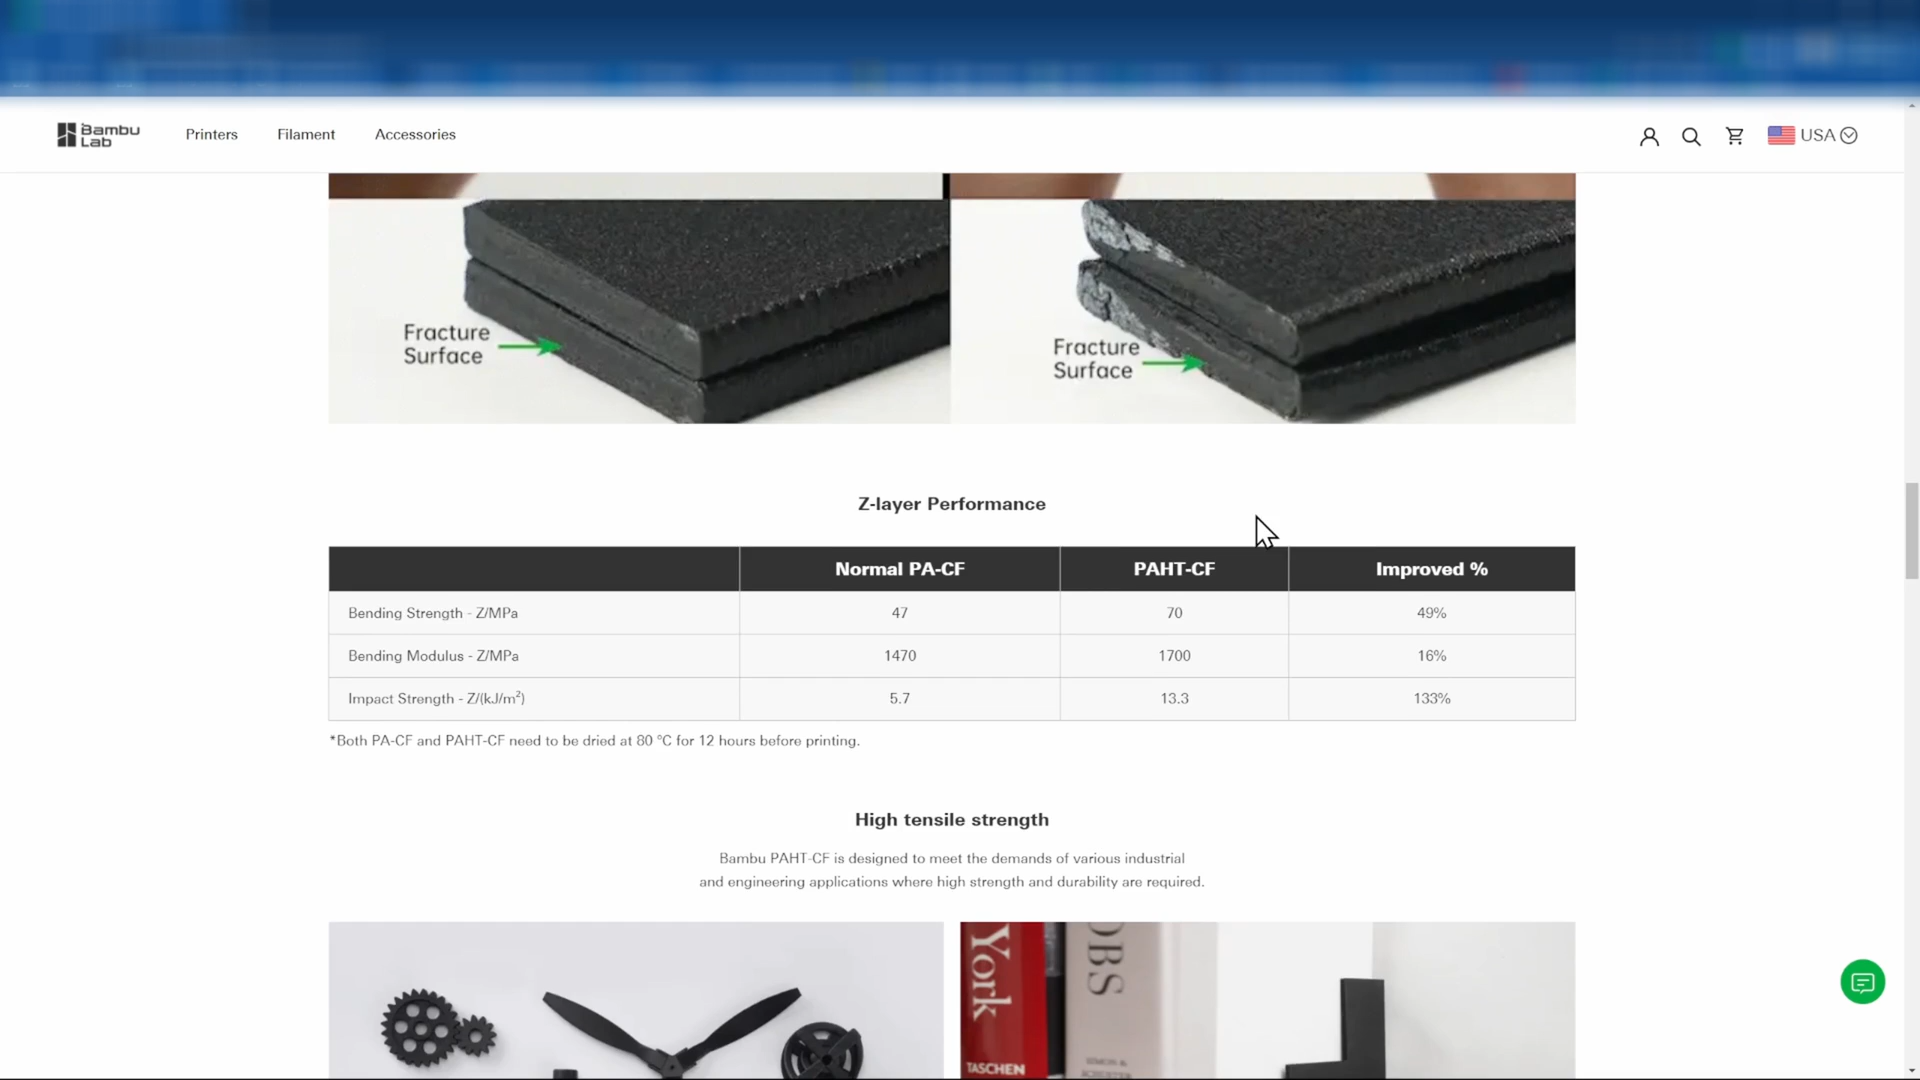 Bambu
Lab
Printers
Filament
Accessories
USA
Fracture
Surface
Fracture
Surface
Z-layer Performance
Normal PA-CF PAHT-CF Improved %
Bending Strength - Z/MPa 47 70 49%
Bending Modulus - Z/MPa 1470 1700 16%
Impact Strength - Z/(kJ/m²) 5.7 13.3 133%
*Both PA-CF and PAHT-CF need to be dried at 80 °C for 12 hours before printing.
High tensile strength
Bambu PAHT-CF is designed to meet the demands of various industrial
and engineering applications where high strength and durability are required.
York
TASCHEN
OBS